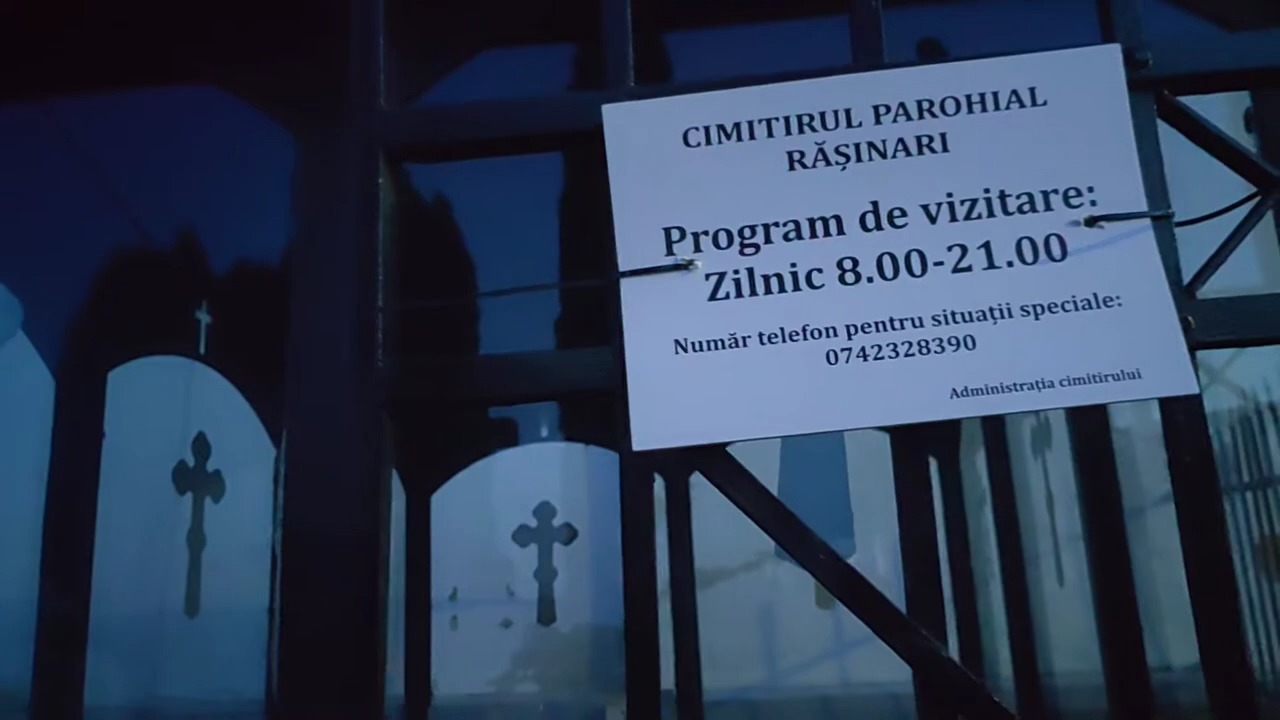 CIMITIRUL PAROHIAL
RĂȘINARI
Program de vizitare:
Zilnic 8.00-21.00
Număr telefon pentru situații speciale:
0742328390
Administrația cimitirului